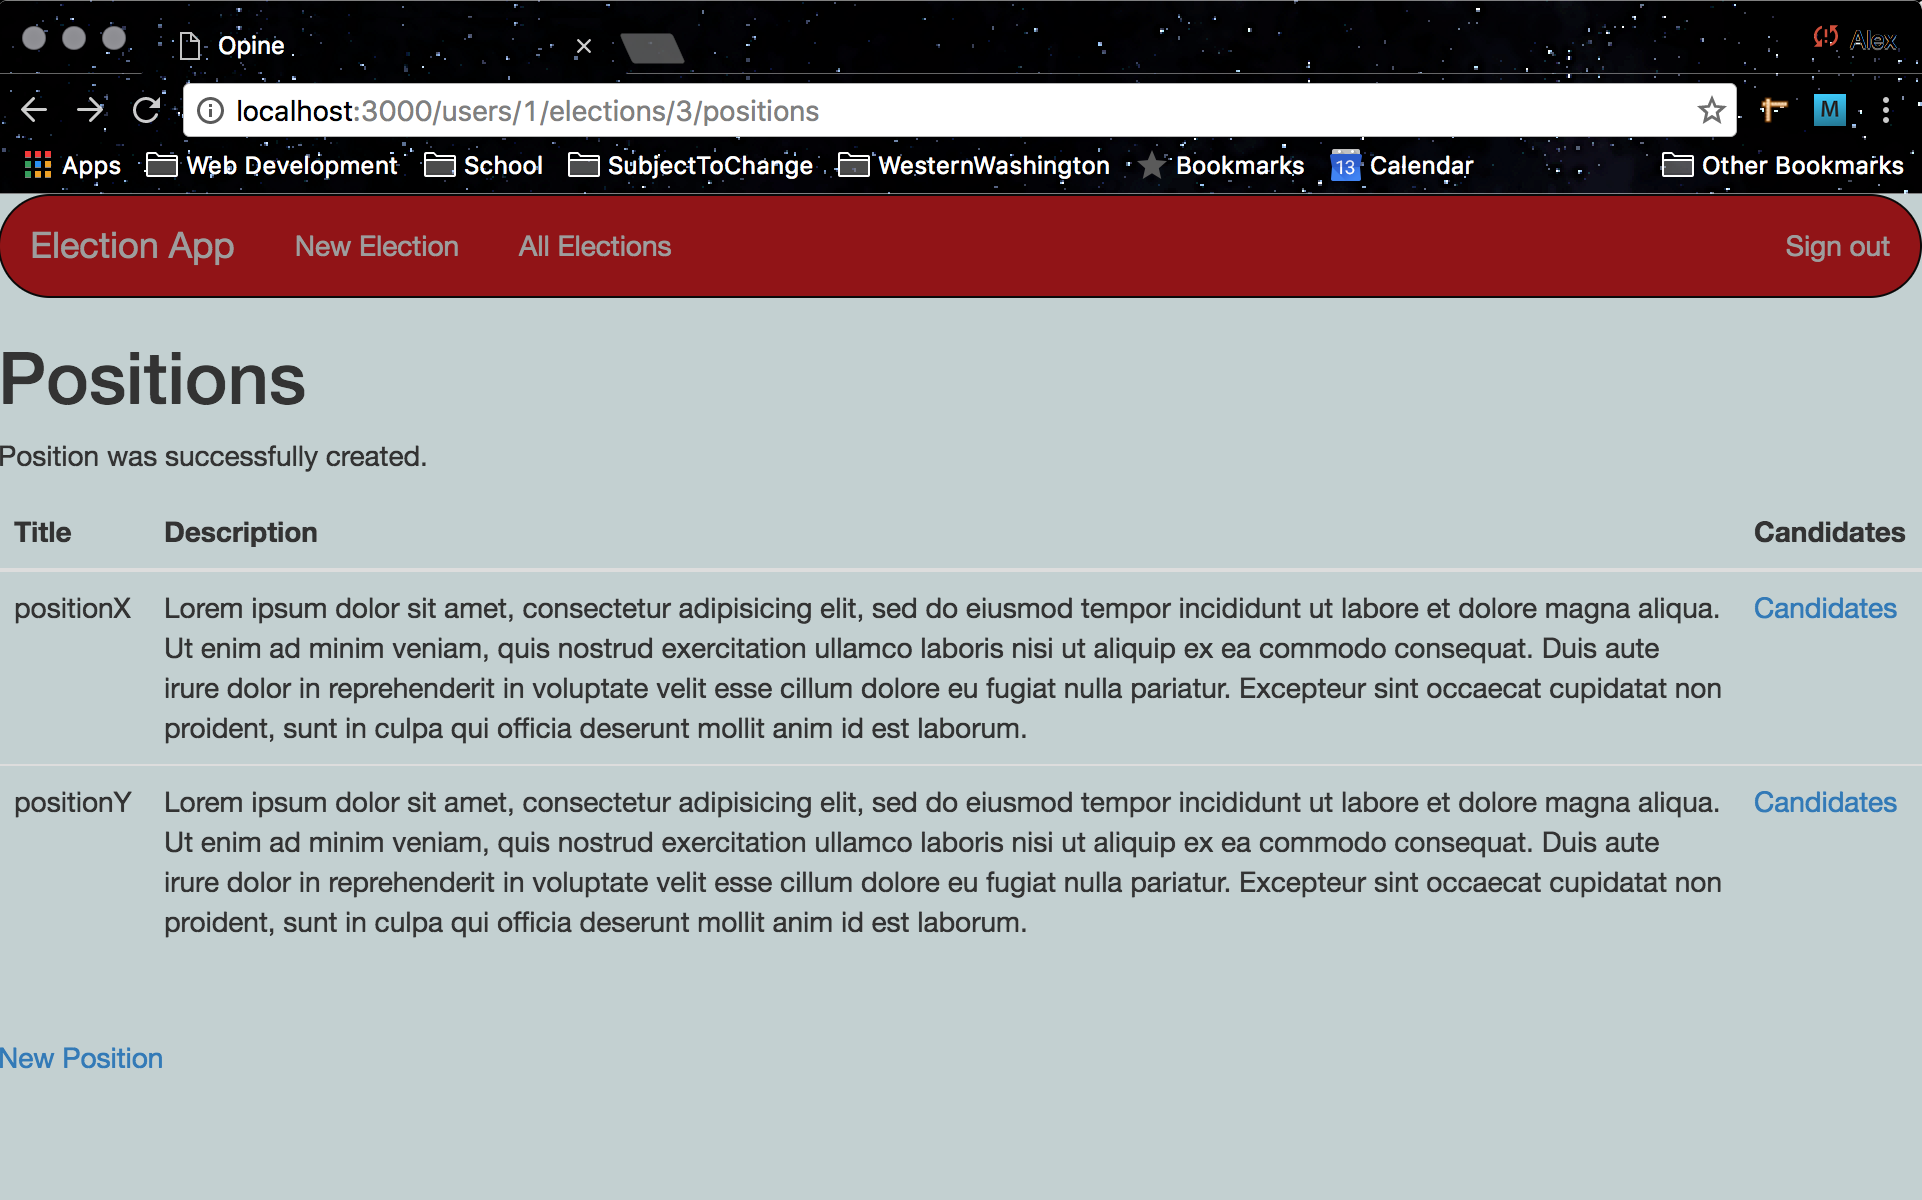 Opine
Alex
localhost:3000/users/1/elections/3/positions
M
Apps Web Development School SubjectToChange WesternWashington Bookmarks 13 Calendar Other Bookmarks
Election App New Election All Elections Sign out
Positions
Position was successfully created.
Title Description Candidates
positionX Lorem ipsum dolor sit amet, consectetur adipisicing elit, sed do eiusmod tempor incididunt ut labore et dolore magna aliqua. Candidates
Ut enim ad minim veniam, quis nostrud exercitation ullamco laboris nisi ut aliquip ex ea commodo consequat. Duis aute
irure dolor in reprehenderit in voluptate velit esse cillum dolore eu fugiat nulla pariatur. Excepteur sint occaecat cupidatat non
proident, sunt in culpa qui officia deserunt mollit anim id est laborum.
positionY Lorem ipsum dolor sit amet, consectetur adipisicing elit, sed do eiusmod tempor incididunt ut labore et dolore magna aliqua. Candidates
Ut enim ad minim veniam, quis nostrud exercitation ullamco laboris nisi ut aliquip ex ea commodo consequat. Duis aute
irure dolor in reprehenderit in voluptate velit esse cillum dolore eu fugiat nulla pariatur. Excepteur sint occaecat cupidatat non
proident, sunt in culpa qui officia deserunt mollit anim id est laborum.
New Position